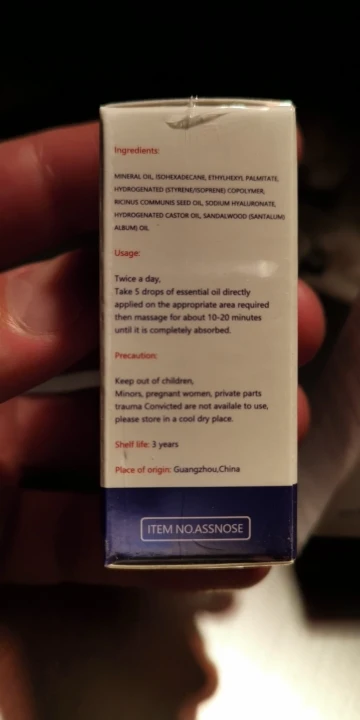 Ingredients:
MINERAL OIL, ISOHEXADECANE, ETHYLHEXYL PALMITATE,
HYDROGENATED (STYRENE/ISOPRENE) COPOLYMER,
RICINUS COMMUNIS SEED OIL, SODIUM HYALURONATE,
HYDROGENATED CASTOR OIL, SANDALWOOD (SANTALUM)
ALBUM) OIL
Usage:
Twice a day,
Take 5 drops of essential oil directly
applied on the appropriate area required
then massage for about 10-20 minutes
until it is completely absorbed.
Precaution:
Keep out of children,
Minors, pregnant women, private parts
trauma Convicted are not availale to use,
please store in a cool dry place.
Shelf life: 3 years
Place of origin: Guangzhou,China
ITEM NO.ASSNOSE